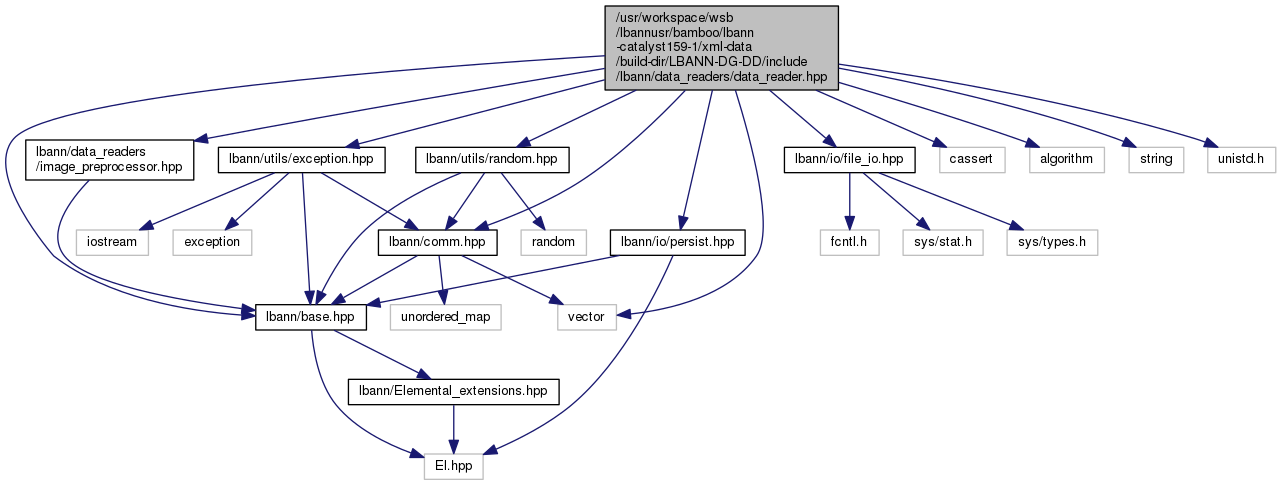 /usr/workspace/wsb
/lbannusr/bamboo/lbann
-catalyst159-1/xml-data
/build-dir/LBANN-DG-DD/include
/lbann/data_readers/data_reader.hpp
lbann/data_readers
/image_preprocessor.hpp
lbann/utils/exception.hpp
lbann/utils/random.hpp
lbann/io/file_io.hpp
cassert
algorithm
string
unistd.h
iostream
exception
lbann/comm.hpp
random
lbann/io/persist.hpp
fcntl.h
sys/stat.h
sys/types.h
lbann/base.hpp
unordered_map
vector
lbann/Elemental_extensions.hpp
El.hpp